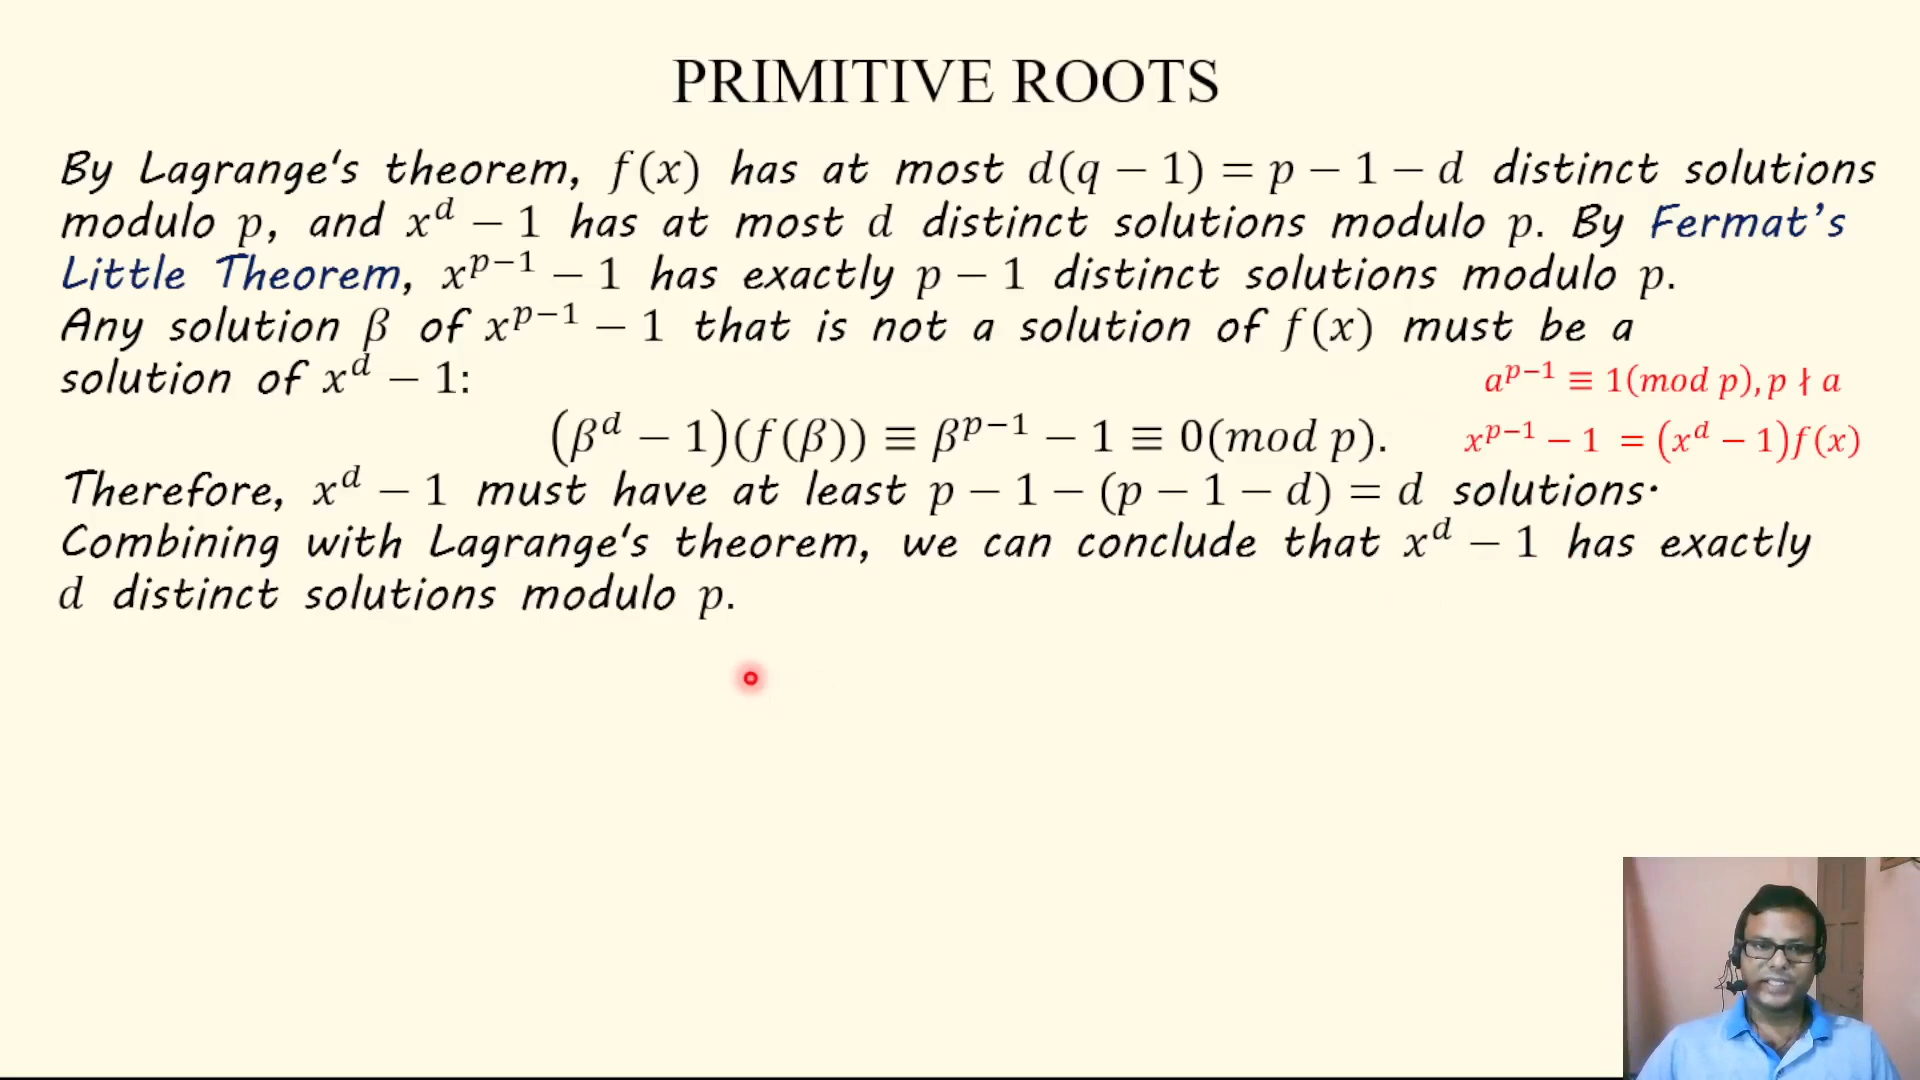 PRIMITIVE ROOTS
By Lagrange's theorem, f(x) has at most d(q − 1) = p − 1 − d distinct solutions
modulo p, and x^d − 1 has at most d distinct solutions modulo p. By Fermat's
Little Theorem, x^{p−1} − 1 has exactly p − 1 distinct solutions modulo p.
Any solution β of x^{p−1} − 1 that is not a solution of f(x) must be a
solution of x^d − 1:
a^{p−1} ≡ 1(mod p), p ∤ a
(β^d − 1)(f(β)) ≡ β^{p−1} − 1 ≡ 0(mod p).
x^{p−1} − 1 = (x^d − 1)f(x)
Therefore, x^d − 1 must have at least p − 1 − (p − 1 − d) = d solutions·
Combining with Lagrange's theorem, we can conclude that x^d − 1 has exactly
d distinct solutions modulo p.